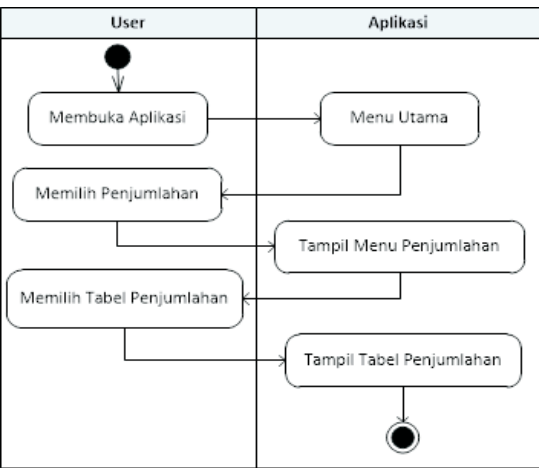 User
Aplikasi
Membuka Aplikasi
Menu Utama
Memilih Penjumlahan
Tampil Menu Penjumlahan
Memilih Tabel Penjumlahan
Tampil Tabel Penjumlahan